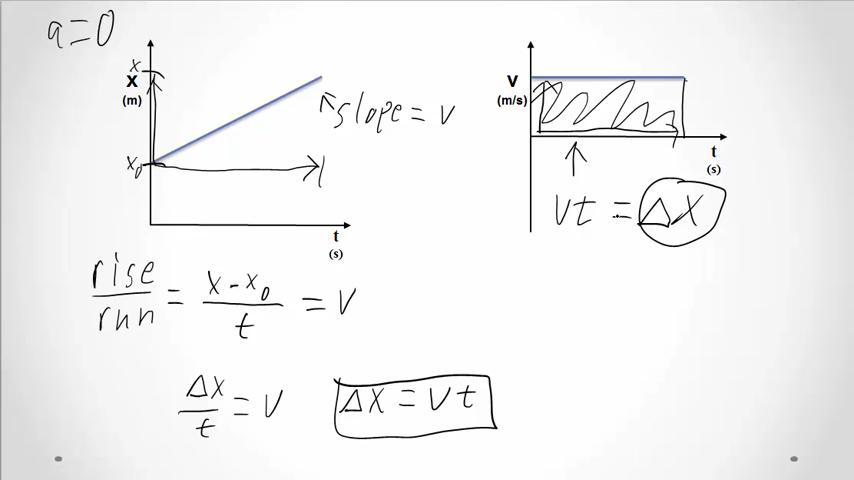 a=0
x
X
(m)
x₀
slope = v
t
(s)
V
(m/s)
t
(s)
vt = Δx
rise/run = (x-x₀)/t = v
Δx/t = v
Δx = vt